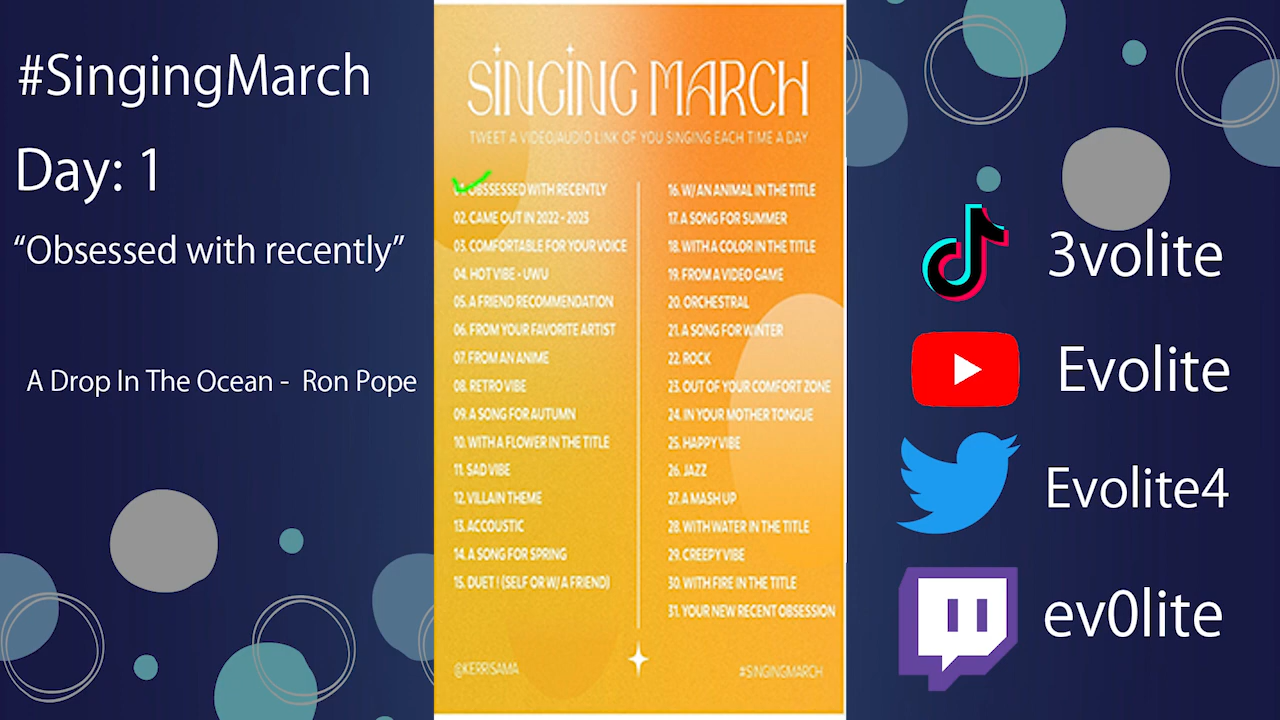 #SingingMarch
Day: 1
“Obsessed with recently”
A Drop In The Ocean - Ron Pope
SINGING MARCH
TWEET A VIDEO/AUDIO LINK OF YOU SINGING EACH TIME A DAY
01. OBSSESSED WITH RECENTLY
02. CAME OUT IN 2022 - 2023
03. COMFORTABLE FOR YOUR VOICE
04. HOT VIBE - UWU
05. A FRIEND RECOMMENDATION
06. FROM YOUR FAVORITE ARTIST
07. FROM AN ANIME
08. RETRO VIBE
09. A SONG FOR AUTUMN
10. WITH A FLOWER IN THE TITLE
11. SAD VIBE
12. VILLAIN THEME
13. ACCOUSTIC
14. A SONG FOR SPRING
15. DUET ! (SELF OR W/ A FRIEND)
16. W/ AN ANIMAL IN THE TITLE
17. A SONG FOR SUMMER
18. WITH A COLOR IN THE TITLE
19. FROM A VIDEO GAME
20. ORCHESTRAL
21. A SONG FOR WINTER
22. ROCK
23. OUT OF YOUR COMFORT ZONE
24. IN YOUR MOTHER TONGUE
25. HAPPY VIBE
26. JAZZ
27. A MASH UP
28. WITH WATER IN THE TITLE
29. CREEPY VIBE
30. WITH FIRE IN THE TITLE
31. YOUR NEW RECENT OBSESSION
@KERRISAMA
#SINGINGMARCH
3volite
Evolite
Evolite4
ev0lite